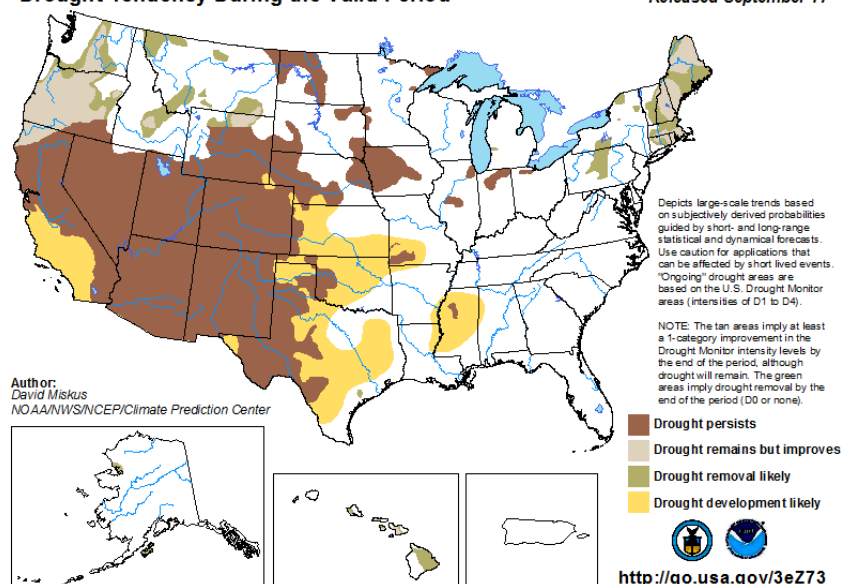 Drought Tendency During the Valid Period
Released September 17
Depicts large-scale trends based
on subjectively derived probabilities
guided by short- and long-range
statistical and dynamical forecasts.
Use caution for applications that
can be affected by short lived events.
"Ongoing" drought areas are
based on the U.S. Drought Monitor
areas (intensities of D1 to D4).
NOTE: The tan areas imply at least
a 1-category improvement in the
Drought Monitor intensity levels by
the end of the period, although
drought will remain. The green
areas imply drought removal by the
end of the period (D0 or none).
Author:
David Miskus
NOAA/NWS/NCEP/Climate Prediction Center
Drought persists
Drought remains but improves
Drought removal likely
Drought development likely
http://go.usa.gov/3eZ73